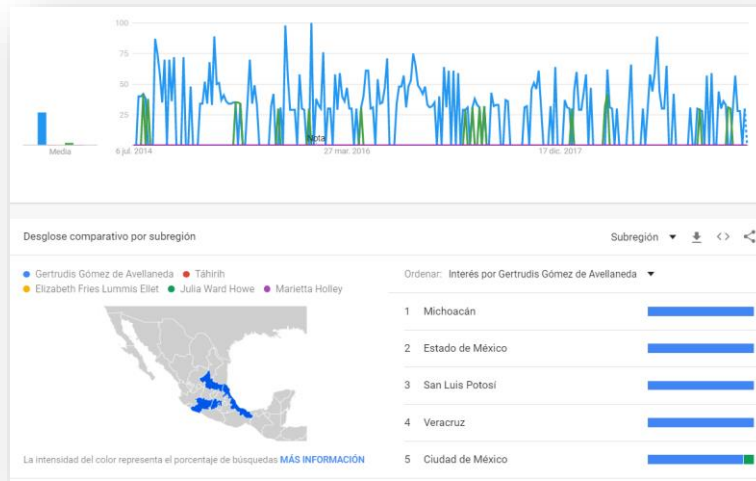 100
75
50
25
Nota
Media
6 jul. 2014
27 mar. 2016
17 dic. 2017
Desglose comparativo por subregión
Subregión
Gertrudis Gómez de Avellaneda Táhirih
Elizabeth Fries Lummis Ellet Julia Ward Howe Marietta Holley
Ordenar: Interés por Gertrudis Gómez de Avellaneda
1 Michoacán
2 Estado de México
3 San Luis Potosí
4 Veracruz
5 Ciudad de México
La intensidad del color representa el porcentaje de búsquedas MÁS INFORMACIÓN